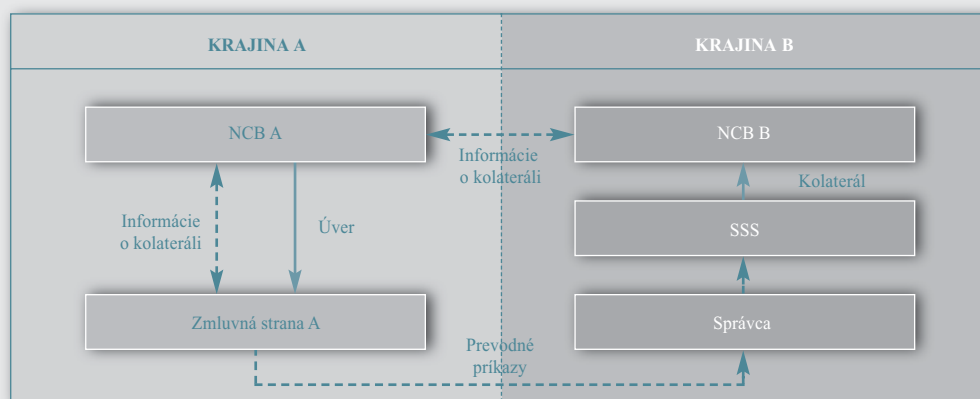 KRAJINA A
KRAJINA B
NCB A
NCB B
Informácie
o kolateráli
Kolaterál
Informácie
o kolateráli
Úver
SSS
Zmluvná strana A
Správca
Prevodné
príkazy